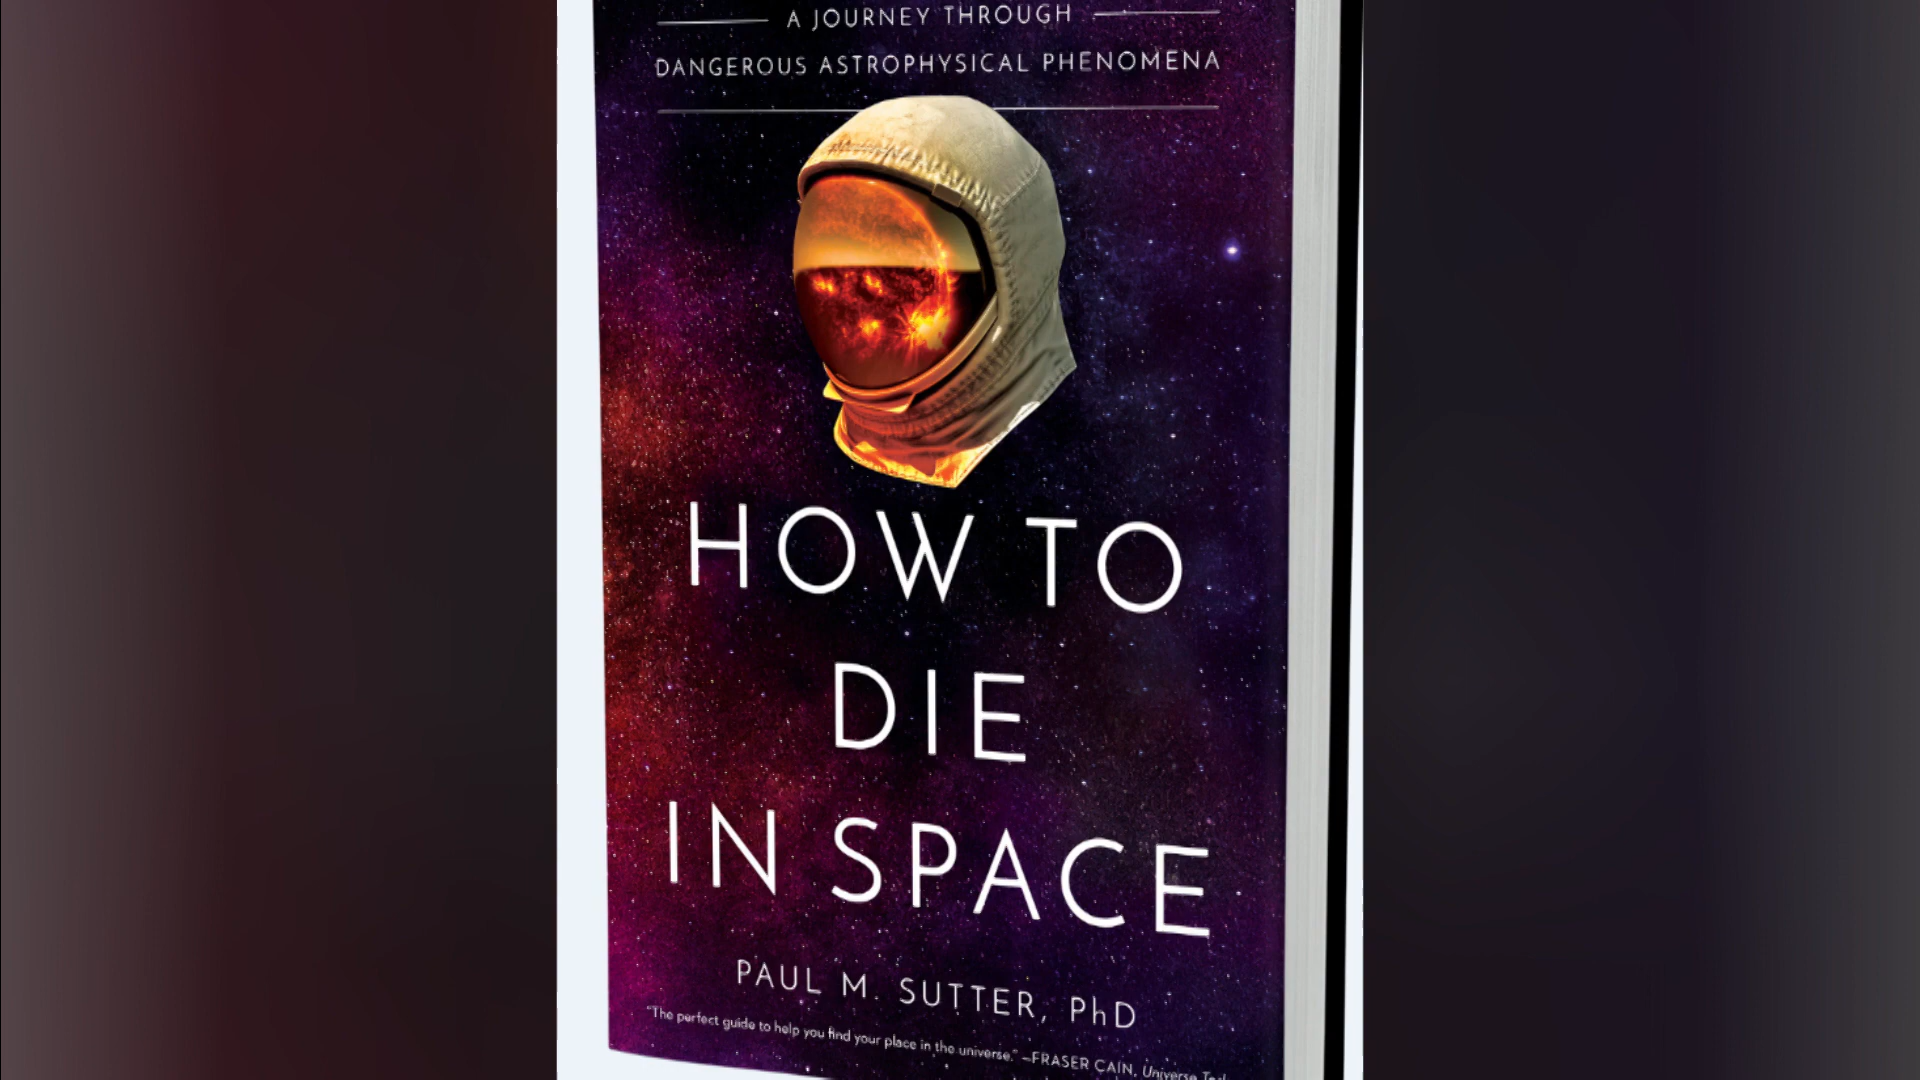 A JOURNEY THROUGH
DANGEROUS ASTROPHYSICAL PHENOMENA
HOW TO
DIE
IN SPACE
PAUL M. SUTTER, PhD
"The perfect guide to help you find your place in the universe." —FRASER CAIN, Universe